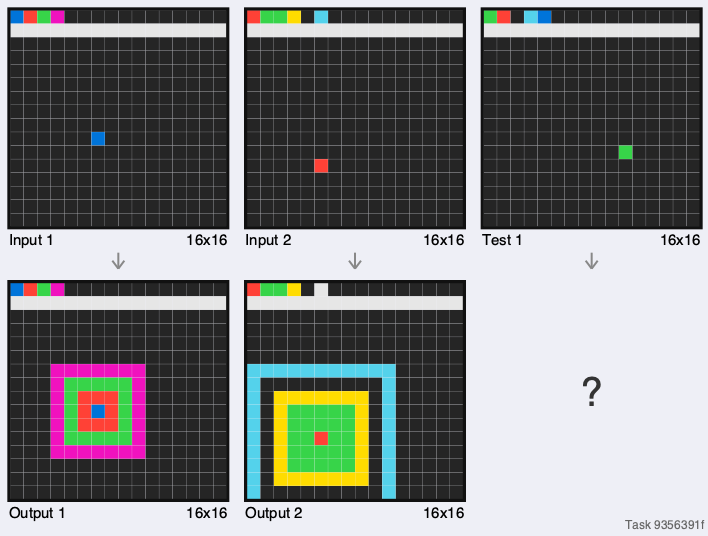 Input 1 16x16
Input 2 16x16
Test 1 16x16
?
Output 1 16x16
Output 2 16x16
Task 9356391f